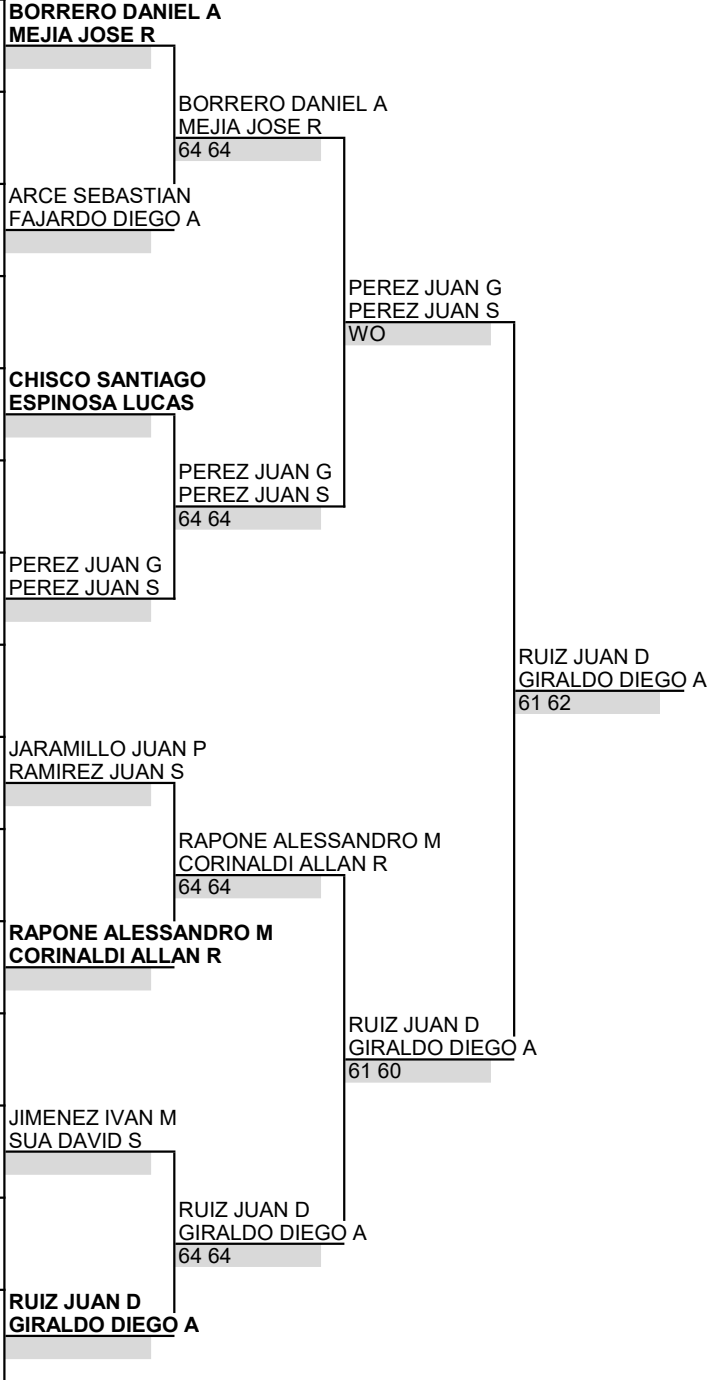 BORRERO DANIEL A
MEJIA JOSE R
BORRERO DANIEL A
MEJIA JOSE R
64 64
ARCE SEBASTIAN
FAJARDO DIEGO A
PEREZ JUAN G
PEREZ JUAN S
WO
CHISCO SANTIAGO
ESPINOSA LUCAS
PEREZ JUAN G
PEREZ JUAN S
64 64
PEREZ JUAN G
PEREZ JUAN S
RUIZ JUAN D
GIRALDO DIEGO A
61 62
JARAMILLO JUAN P
RAMIREZ JUAN S
RAPONE ALESSANDRO M
CORINALDI ALLAN R
64 64
RAPONE ALESSANDRO M
CORINALDI ALLAN R
RUIZ JUAN D
GIRALDO DIEGO A
61 60
JIMENEZ IVAN M
SUA DAVID S
RUIZ JUAN D
GIRALDO DIEGO A
64 64
RUIZ JUAN D
GIRALDO DIEGO A